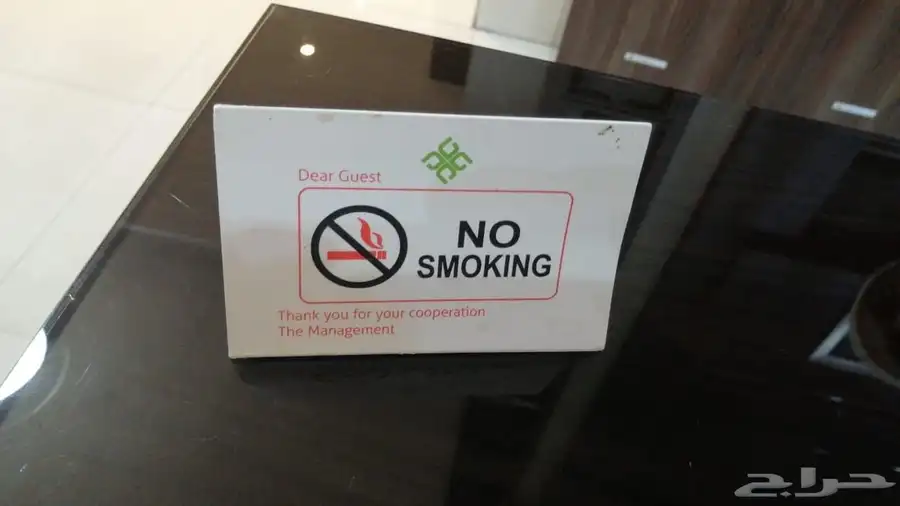 Dear Guest
NO
SMOKING
Thank you for your cooperation
The Management
حراج